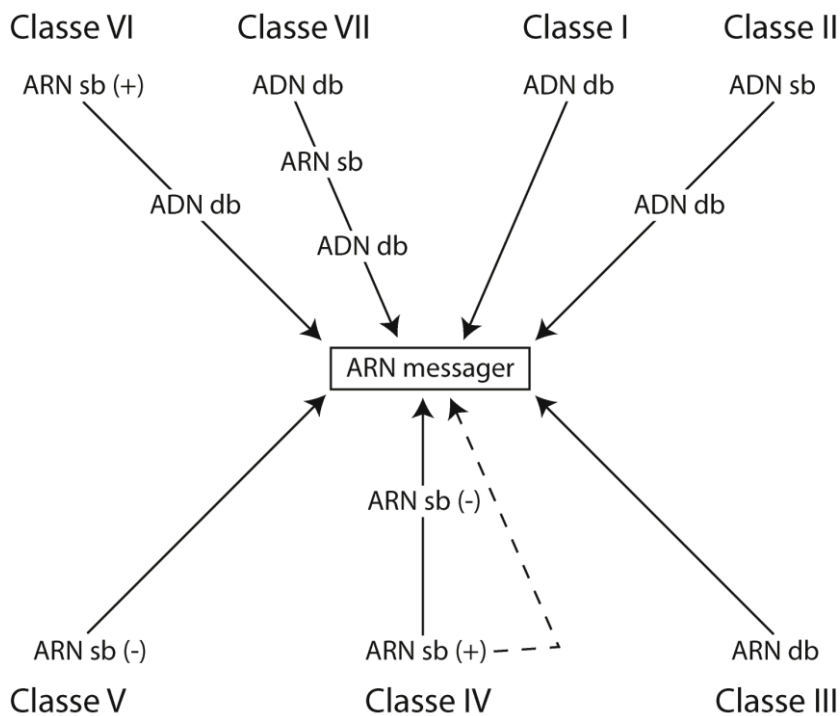 Classe VI
Classe VII
Classe I
Classe II
ARN sb (+)
ADN db
ADN db
ADN sb
ARN sb
ADN db
ADN db
ADN db
ARN messager
ARN sb (-)
ARN sb (-)
ARN sb (+)
ARN db
Classe V
Classe IV
Classe III